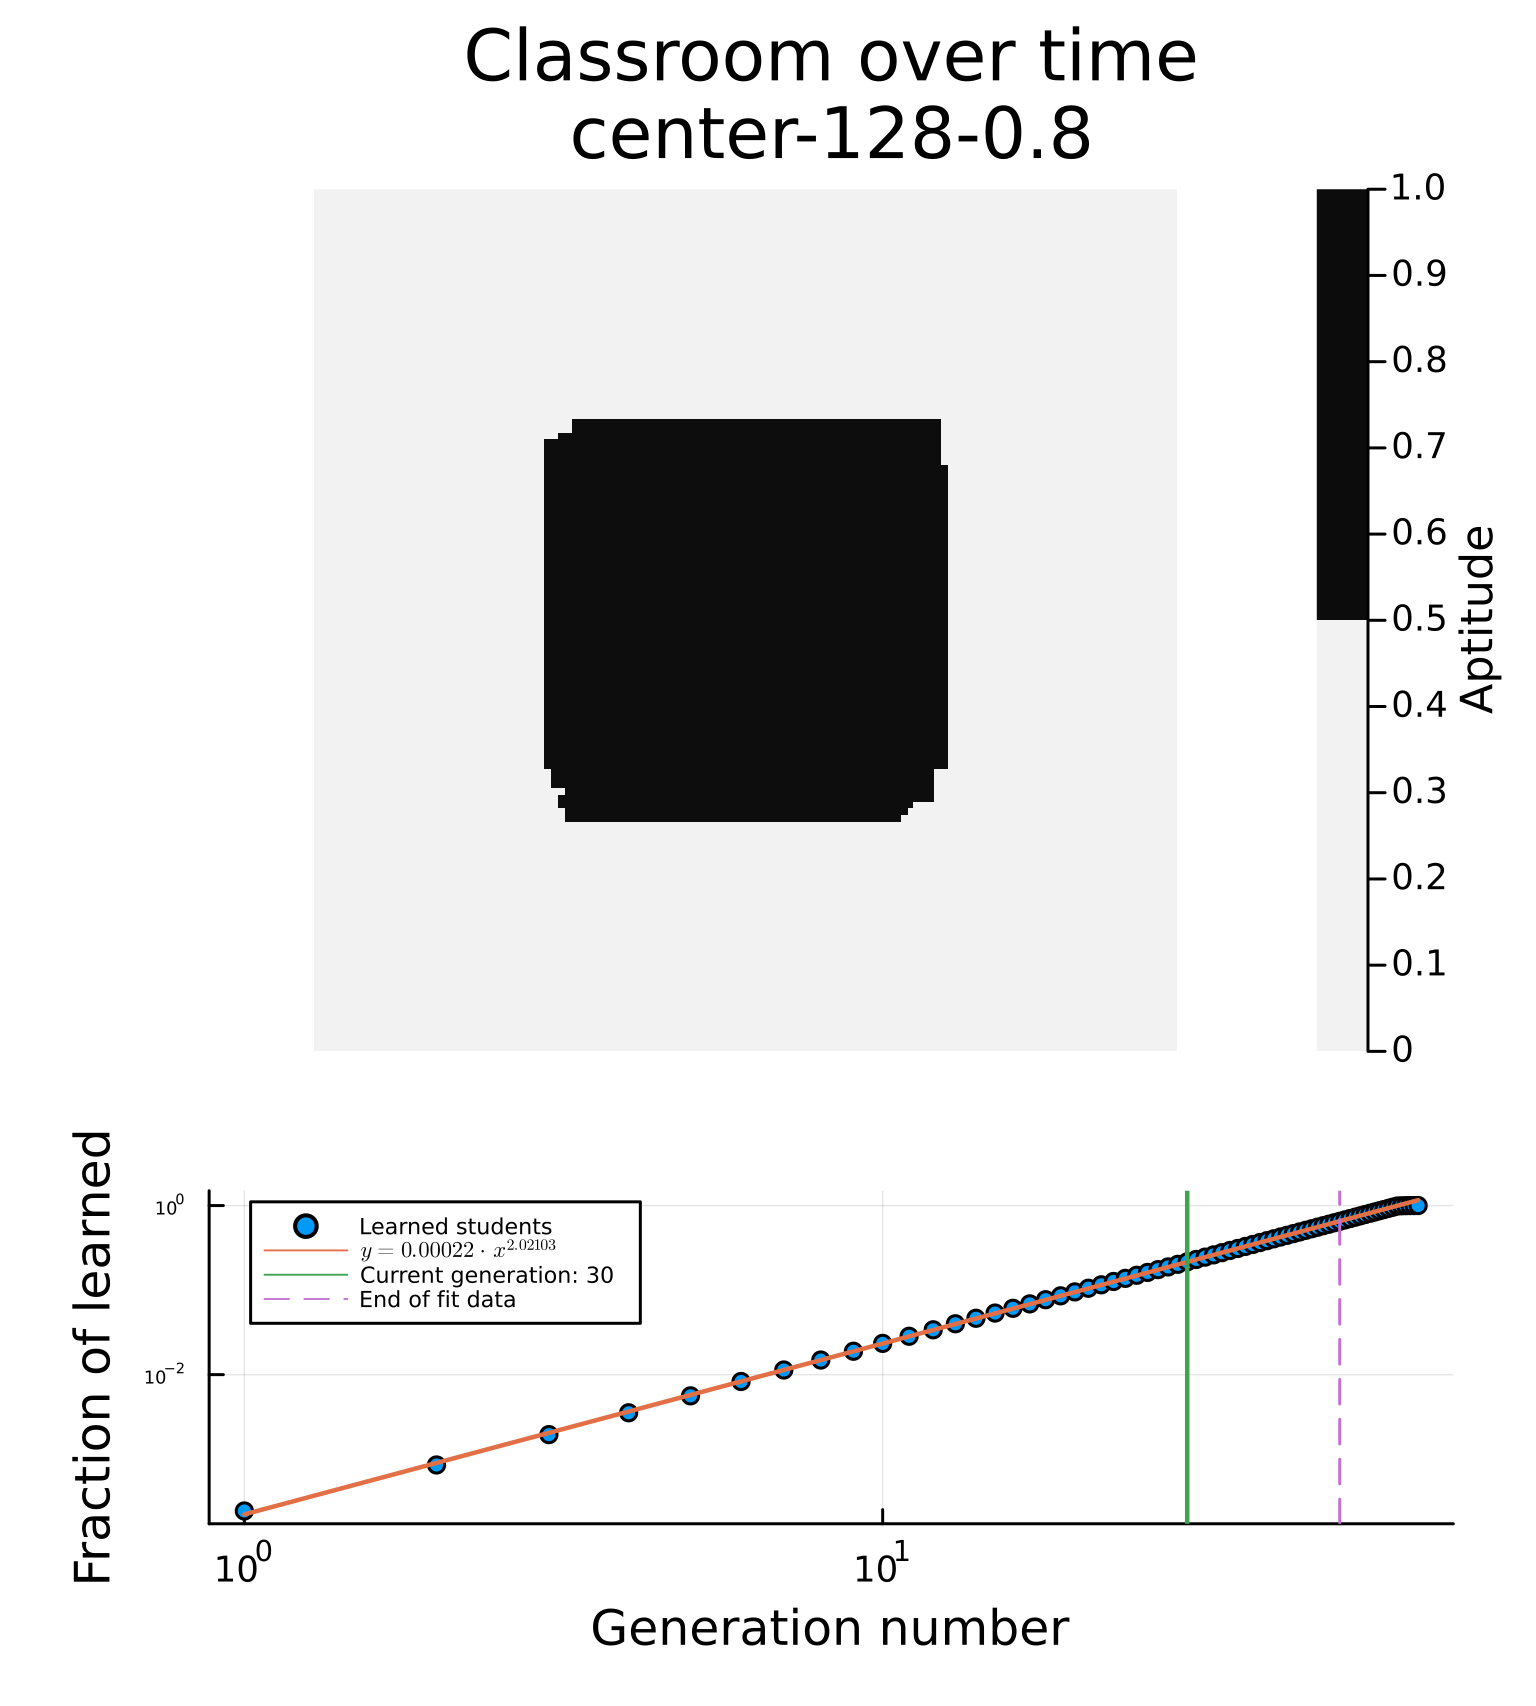 Classroom over time
center-128-0.8
1.0
0.9
0.8
0.7
0.6
0.5
0.4
0.3
0.2
0.1
0
Aptitude
Fraction of learned
10⁰
10⁻²
Learned students
y = 0.00022 · x^2.02103
Current generation: 30
End of fit data
10⁰
10¹
Generation number